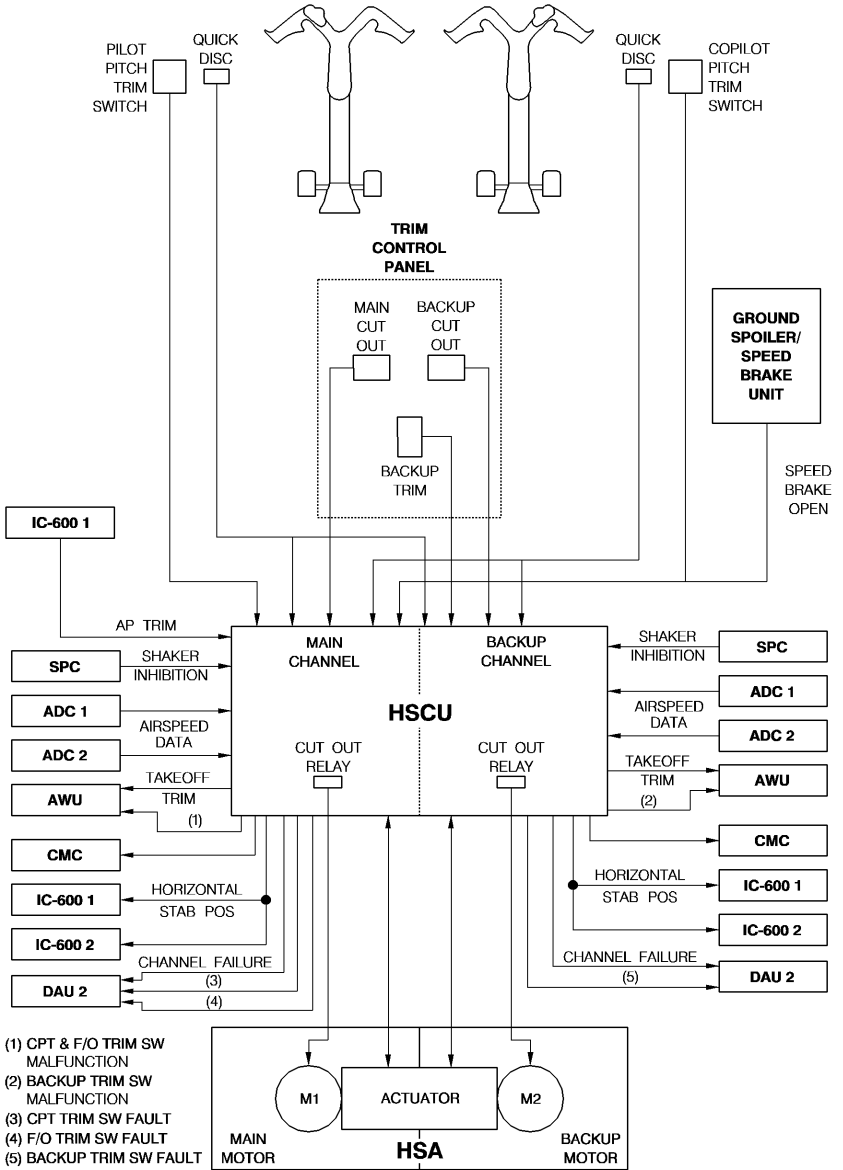 PILOT
PITCH
TRIM
SWITCH
QUICK
DISC
QUICK
DISC
COPILOT
PITCH
TRIM
SWITCH
TRIM
CONTROL
PANEL
MAIN
CUT
OUT
BACKUP
CUT
OUT
BACKUP
TRIM
GROUND
SPOILER/
SPEED
BRAKE
UNIT
SPEED
BRAKE
OPEN
IC-600 1
AP TRIM
SPC
SHAKER
INHIBITION
ADC 1
AIRSPEED
DATA
ADC 2
TAKEOFF
TRIM
AWU
(1)
CMC
IC-600 1
HORIZONTAL
STAB POS
IC-600 2
CHANNEL FAILURE
(3)
DAU 2
(4)
MAIN
CHANNEL
BACKUP
CHANNEL
HSCU
CUT OUT
RELAY
CUT OUT
RELAY
SHAKER
INHIBITION
SPC
ADC 1
AIRSPEED
DATA
ADC 2
TAKEOFF
TRIM
AWU
(2)
CMC
HORIZONTAL
STAB POS
IC-600 1
IC-600 2
CHANNEL FAILURE
(5)
DAU 2
M1
ACTUATOR
M2
MAIN
MOTOR
HSA
BACKUP
MOTOR
(1) CPT & F/O TRIM SW
MALFUNCTION
(2) BACKUP TRIM SW
MALFUNCTION
(3) CPT TRIM SW FAULT
(4) F/O TRIM SW FAULT
(5) BACKUP TRIM SW FAULT